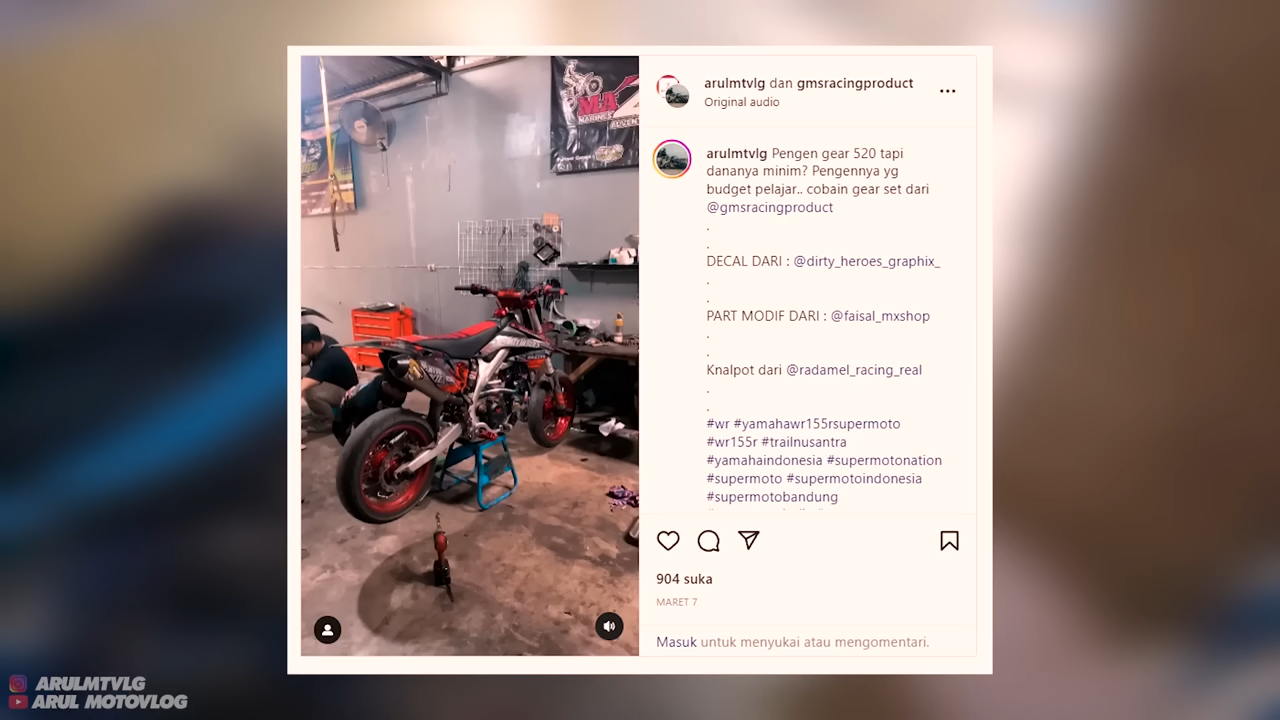 arulmtvlg dan gmsracingproduct
Original audio
arulmtvlg Pengen gear 520 tapi
dananya minim? Pengennya yg
budget pelajar.. cobain gear set dari
@gmsracingproduct
.
.
DECAL DARI : @dirty_heroes_graphix_
.
.
PART MODIF DARI : @faisal_mxshop
.
.
Knalpot dari @radamel_racing_real
.
.
#wr #yamahawr155rsupermoto
#wr155r #trailnusantra
#yamahaindonesia #supermotonation
#supermoto #supermotoindonesia
#supermotobandung
904 suka
MARET 7
Masuk untuk menyukai atau mengomentari.
MA
ARULMTVLG
ARUL MOTOVLOG